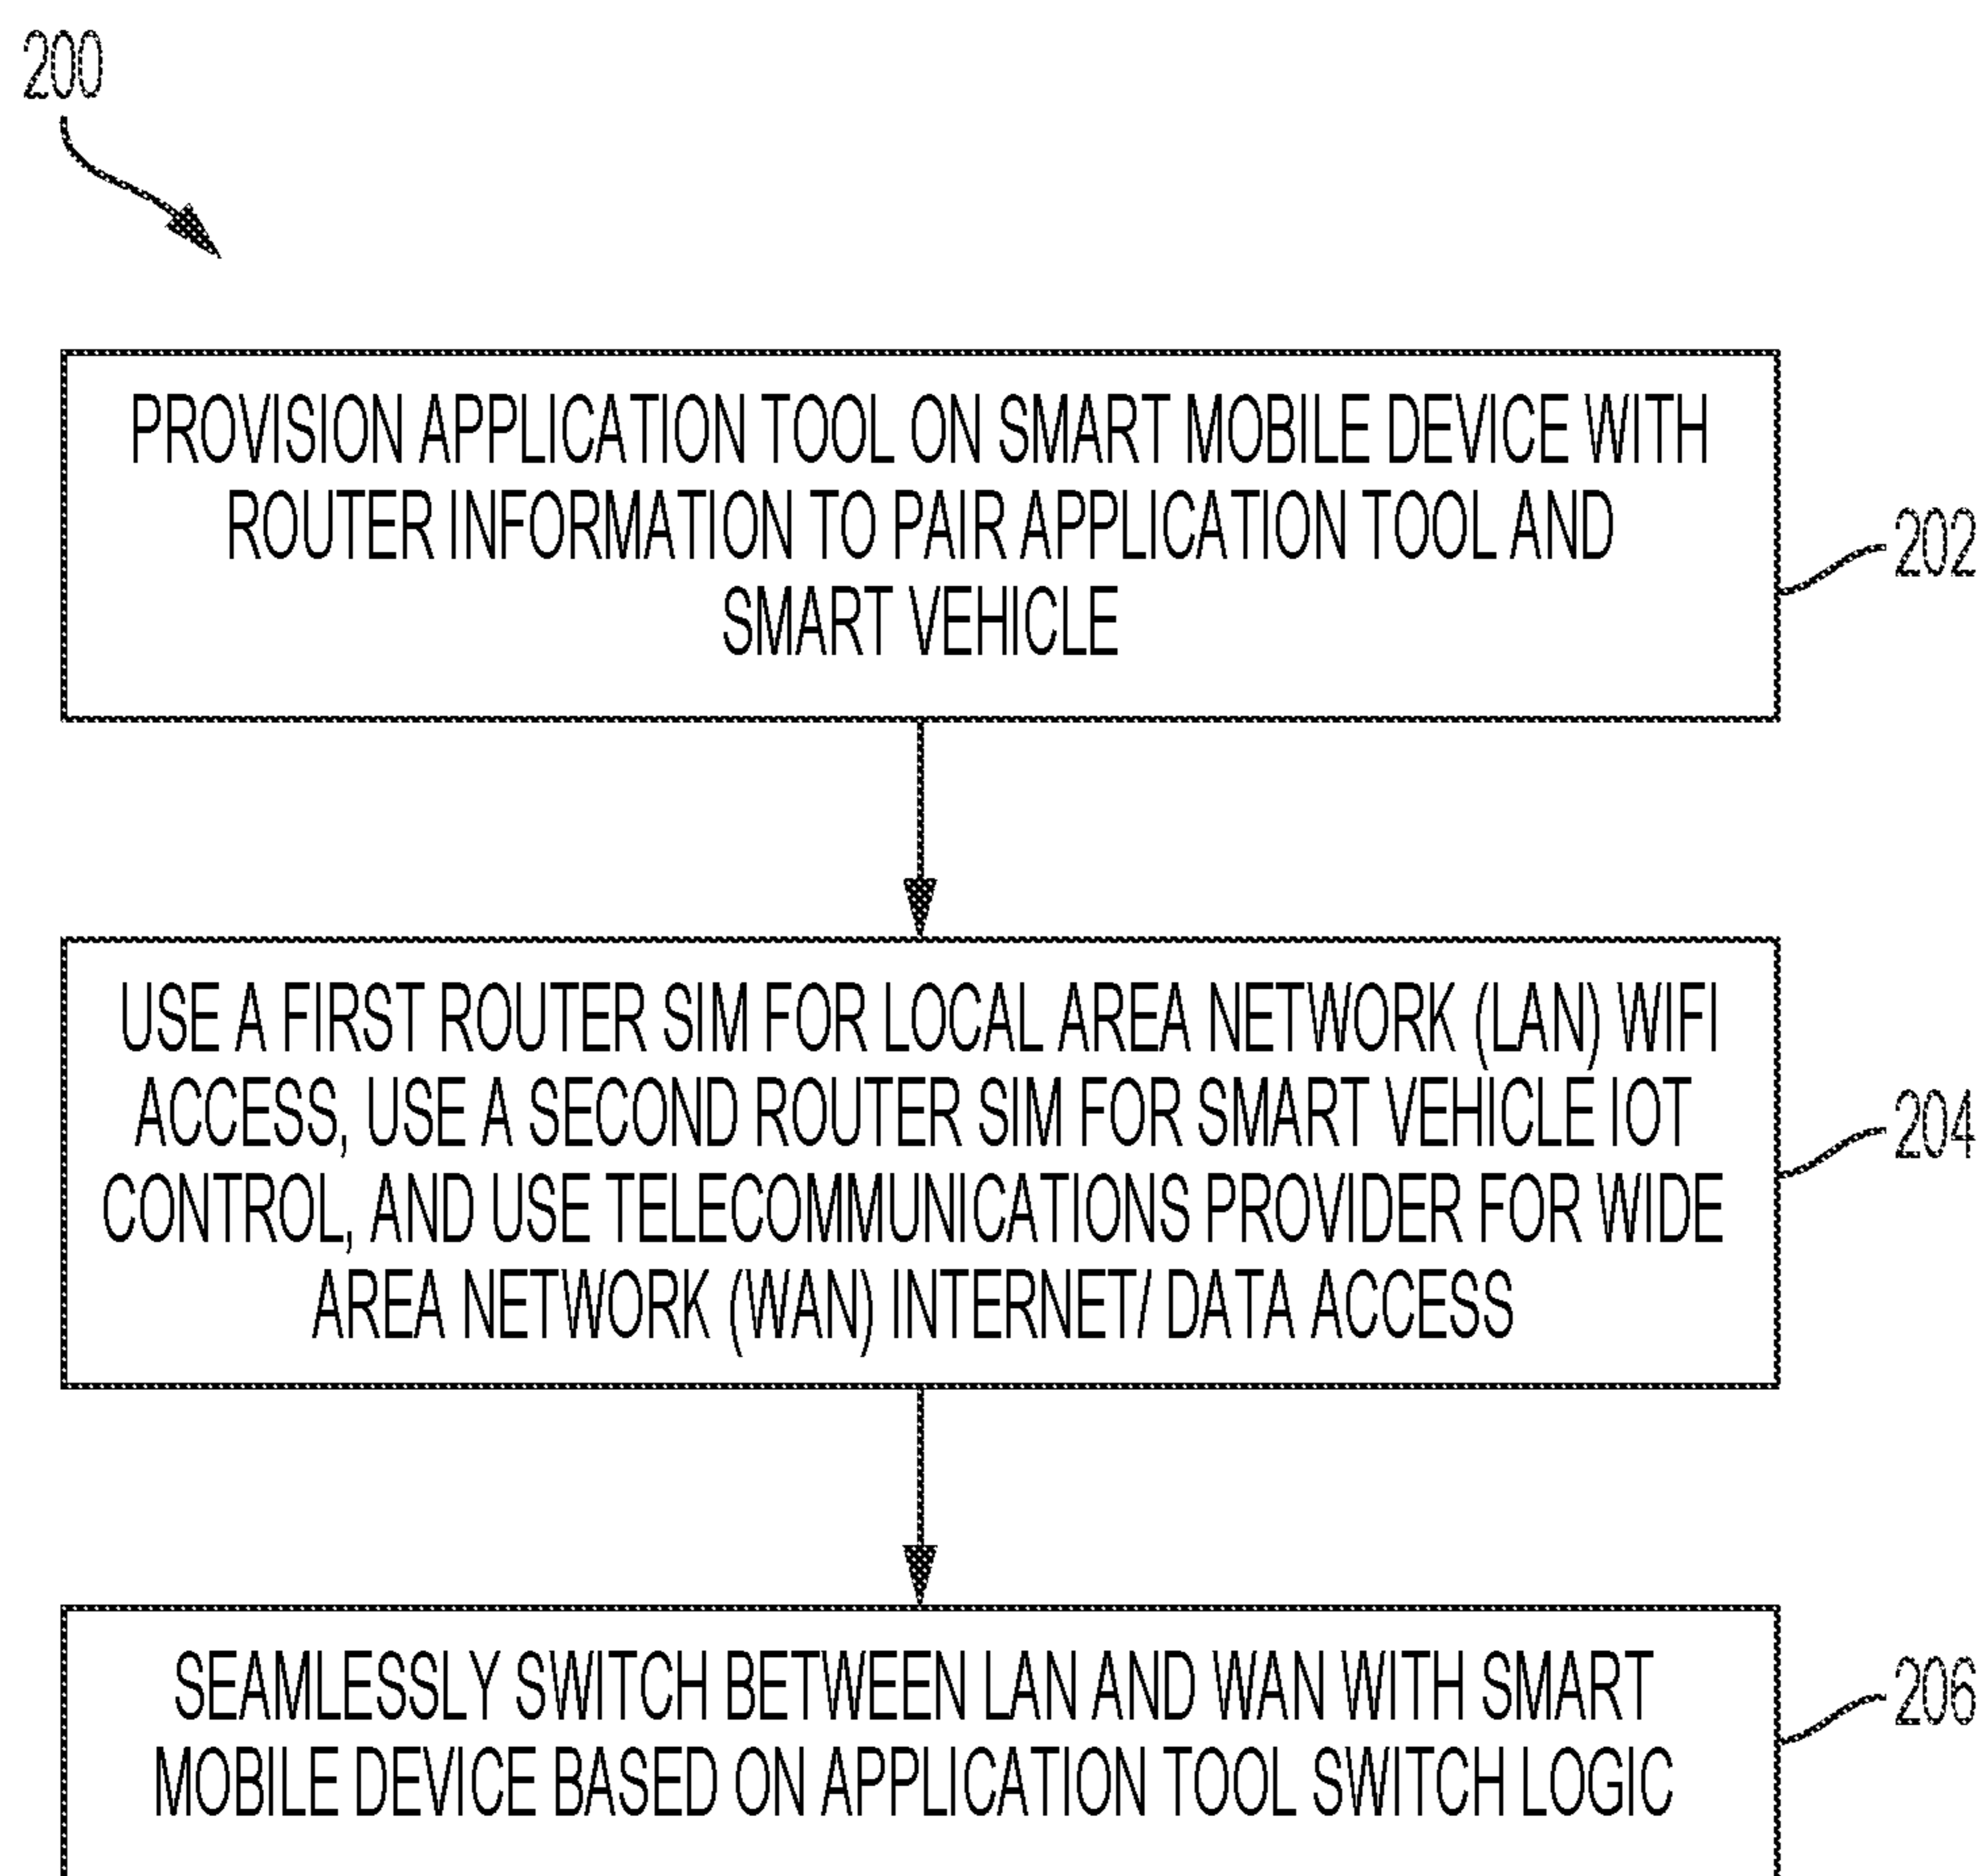 200
PROVISION APPLICATION TOOL ON SMART MOBILE DEVICE WITH
ROUTER INFORMATION TO PAIR APPLICATION TOOL AND
SMART VEHICLE
202
USE A FIRST ROUTER SIM FOR LOCAL AREA NETWORK (LAN) WIFI
ACCESS, USE A SECOND ROUTER SIM FOR SMART VEHICLE IOT
CONTROL, AND USE TELECOMMUNICATIONS PROVIDER FOR WIDE
AREA NETWORK (WAN) INTERNET/ DATA ACCESS
204
SEAMLESSLY SWITCH BETWEEN LAN AND WAN WITH SMART
MOBILE DEVICE BASED ON APPLICATION TOOL SWITCH LOGIC
206